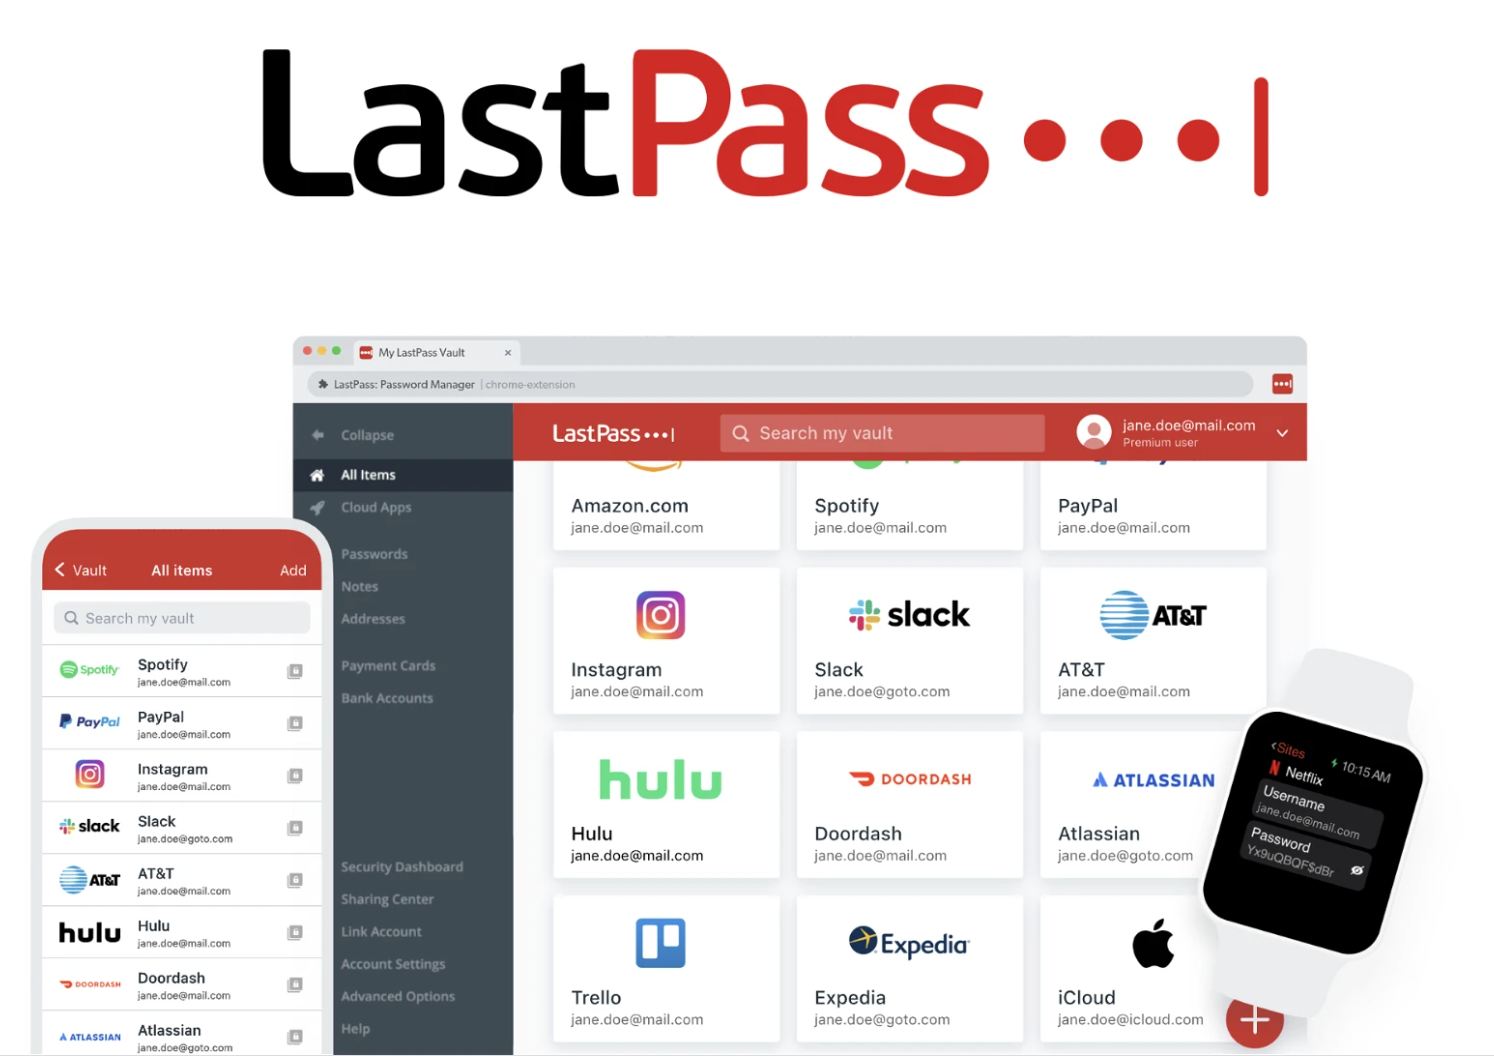 LastPass
My LastPass Vault
LastPass: Password Manager | chrome-extension
Collapse
All Items
Cloud Apps
Passwords
Notes
Addresses
Payment Cards
Bank Accounts
Security Dashboard
Sharing Center
Link Account
Account Settings
Advanced Options
Help
LastPass
Search my vault
jane.doe@mail.com
Premium user
Amazon.com
jane.doe@mail.com
Spotify
jane.doe@mail.com
PayPal
jane.doe@mail.com
Instagram
jane.doe@mail.com
slack
Slack
jane.doe@goto.com
AT&T
AT&T
jane.doe@mail.com
hulu
Hulu
jane.doe@mail.com
DOORDASH
Doordash
jane.doe@mail.com
ATLASSIAN
Atlassian
jane.doe@goto.com
Trello
jane.doe@mail.com
Expedia
Expedia
jane.doe@goto.com
iCloud
jane.doe@icloud.com
Vault
All items
Add
Search my vault
Spotify
Spotify
jane.doe@mail.com
PayPal
PayPal
jane.doe@mail.com
Instagram
jane.doe@mail.com
slack
Slack
jane.doe@goto.com
AT&T
AT&T
jane.doe@mail.com
hulu
Hulu
jane.doe@mail.com
DOORDASH
Doordash
jane.doe@mail.com
ATLASSIAN
Atlassian
jane.doe@goto.com
<Sites
10:15 AM
Netflix
Username
jane.doe@mail.com
Password
Yx9uQBQF$dBr